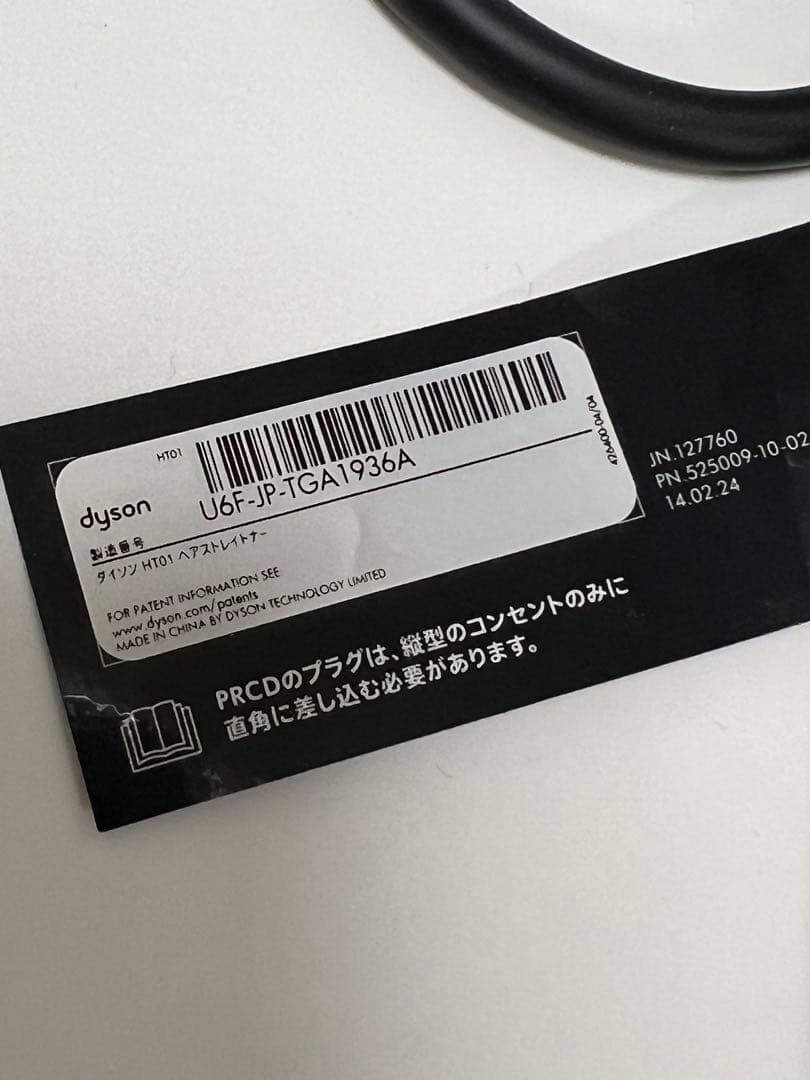 HT01
426400-04/04
dyson
U6F-JP-TGA1936A
製造番号
ダイソン HT01 ヘアストレイトナー
FOR PATENT INFORMATION SEE
www.dyson.com/patents
MADE IN CHINA BY DYSON TECHNOLOGY LIMITED
JN.127760
PN.525009-10-02
14.02.24
PRCDのプラグは、縦型のコンセントのみに
直角に差し込む必要があります。